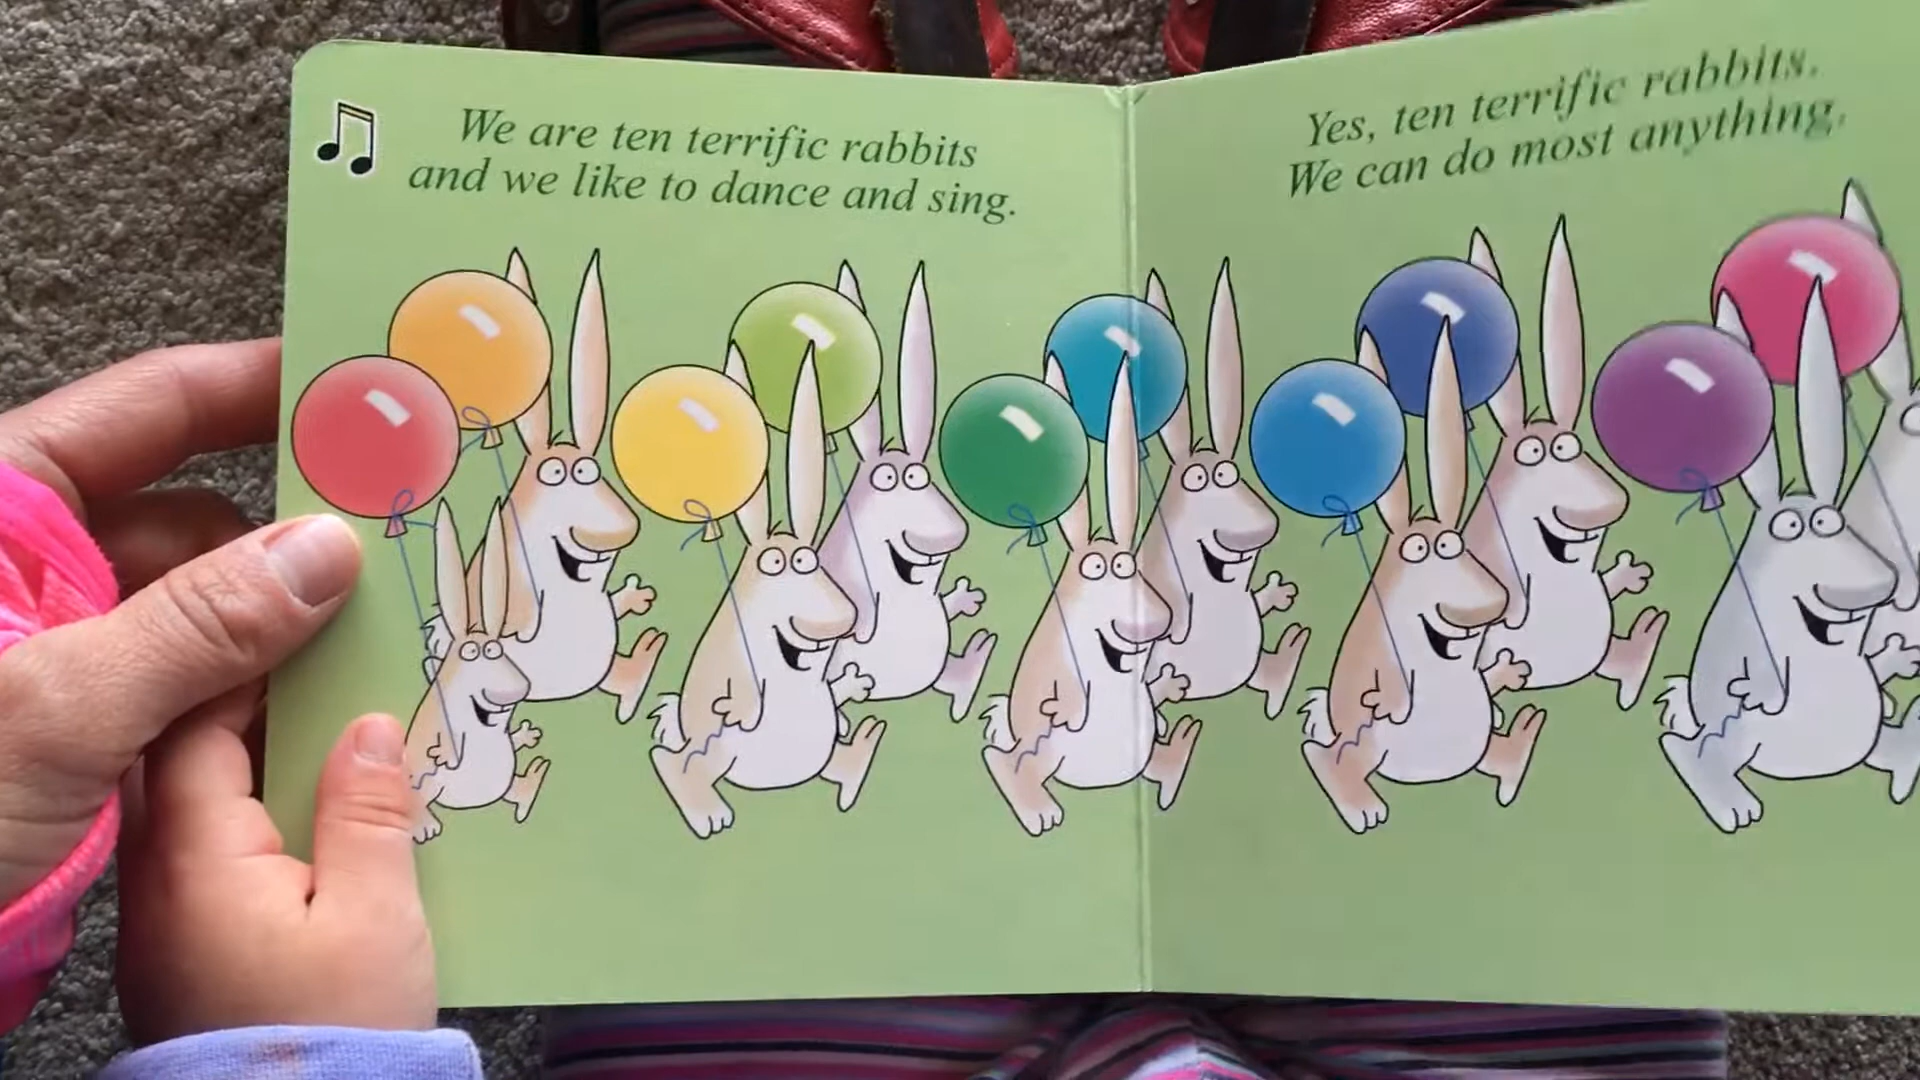 We are ten terrific rabbits
and we like to dance and sing.
Yes, ten terrific rabbits.
We can do most anything.